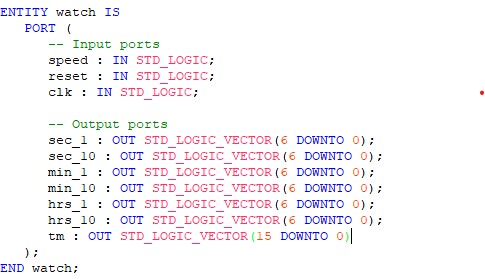 ENTITY watch IS
   PORT (
      -- Input ports
      speed : IN STD_LOGIC;
      reset : IN STD_LOGIC;
      clk : IN STD_LOGIC;

      -- Output ports
      sec_1 : OUT STD_LOGIC_VECTOR(6 DOWNTO 0);
      sec_10 : OUT STD_LOGIC_VECTOR(6 DOWNTO 0);
      min_1 : OUT STD_LOGIC_VECTOR(6 DOWNTO 0);
      min_10 : OUT STD_LOGIC_VECTOR(6 DOWNTO 0);
      hrs_1 : OUT STD_LOGIC_VECTOR(6 DOWNTO 0);
      hrs_10 : OUT STD_LOGIC_VECTOR(6 DOWNTO 0);
      tm : OUT STD_LOGIC_VECTOR(15 DOWNTO 0)
   );
END watch;